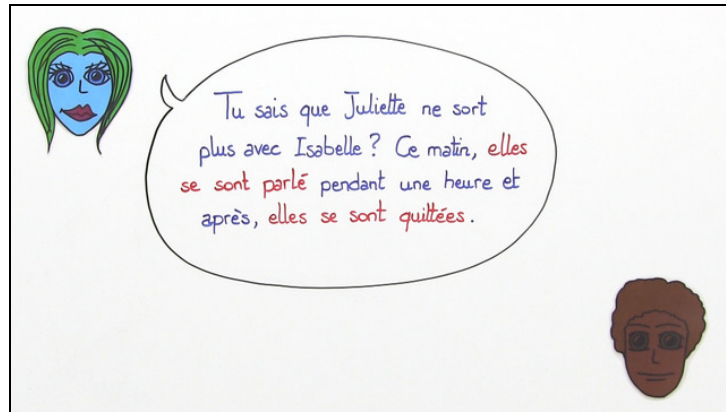 Tu sais que Juliette ne sort
plus avec Isabelle ? Ce matin, elles
se sont parlé pendant une heure et
après, elles se sont quittées.